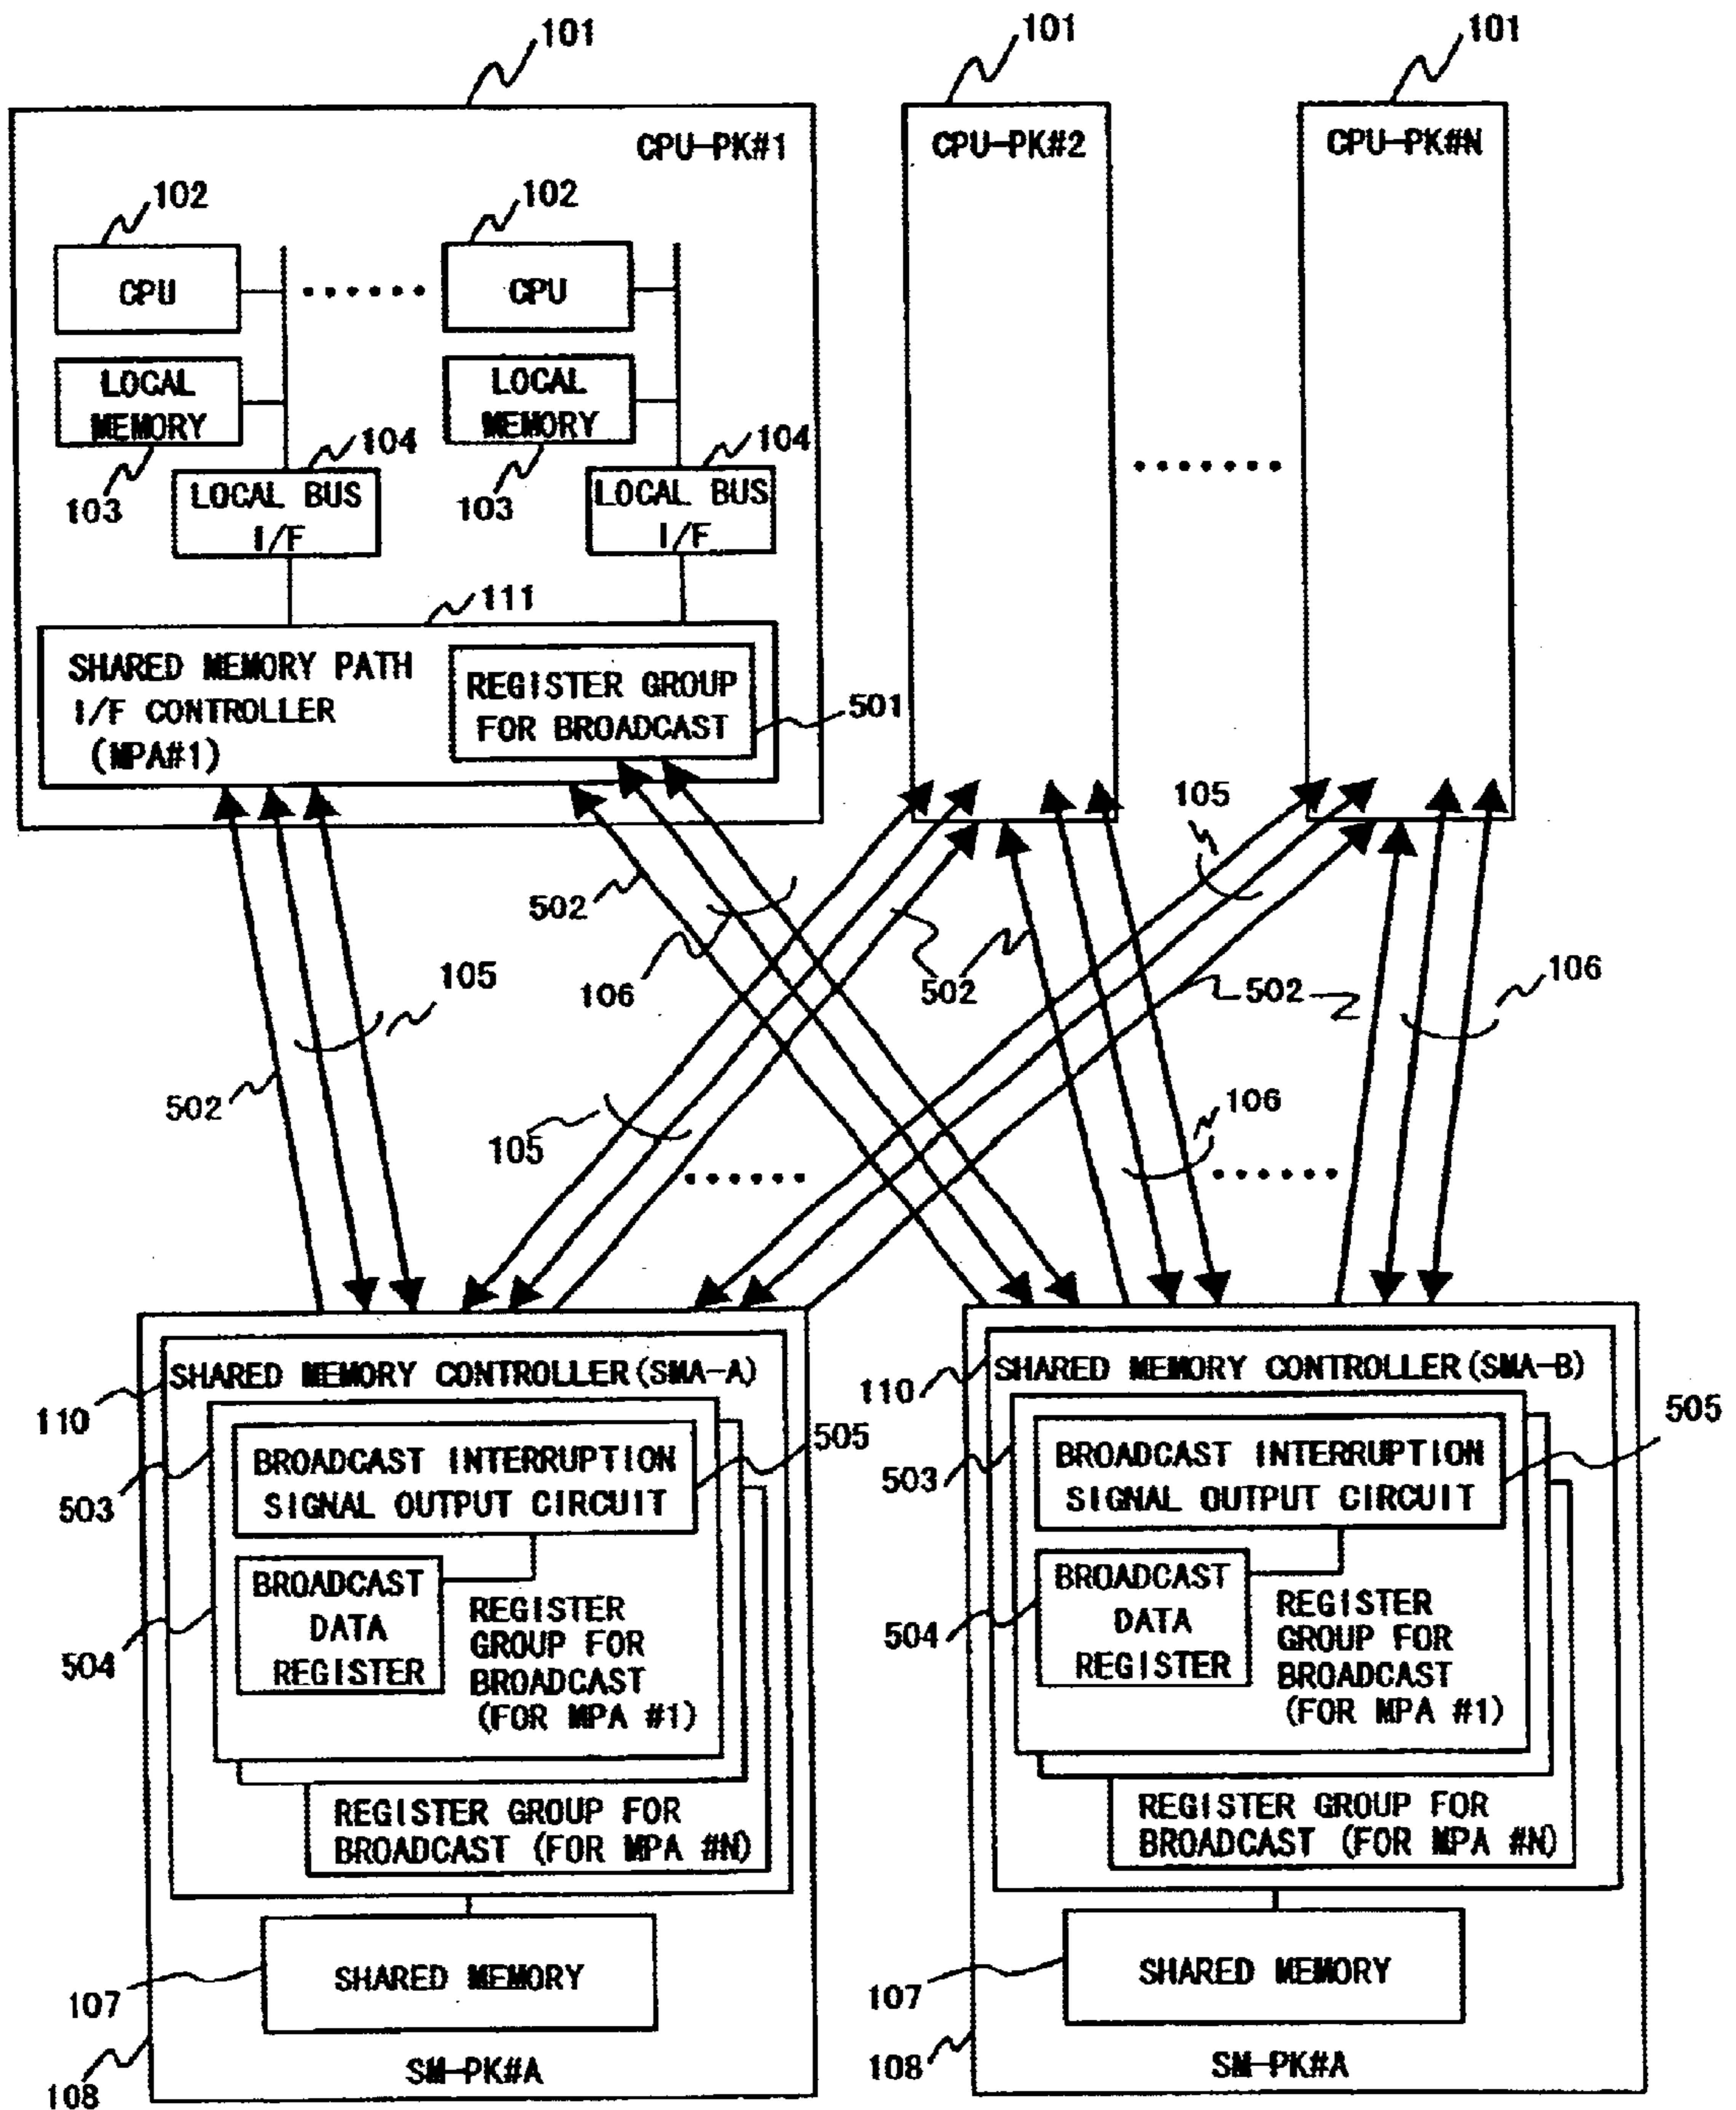 101
101
101
CPU-PK#1
CPU-PK#2
CPU-PK#N
102
102
CPU
CPU
LOCAL
MEMORY
LOCAL
MEMORY
104
104
103
103
LOCAL BUS
I/F
LOCAL BUS
I/F
111
SHARED MEMORY PATH
I/F CONTROLLER
(MPA#1)
REGISTER GROUP
FOR BROADCAST
501
105
502
106
502
502
105
106
502
105
106
SHARED MEMORY CONTROLLER(SMA-A)
110
503
BROADCAST INTERRUPTION
SIGNAL OUTPUT CIRCUIT
505
504
BROADCAST
DATA
REGISTER
REGISTER
GROUP FOR
BROADCAST
(FOR MPA #1)
REGISTER GROUP FOR
BROADCAST (FOR MPA #N)
107
SHARED MEMORY
108
SM-PK#A
SHARED MEMORY CONTROLLER(SMA-B)
110
503
BROADCAST INTERRUPTION
SIGNAL OUTPUT CIRCUIT
505
504
BROADCAST
DATA
REGISTER
REGISTER
GROUP FOR
BROADCAST
(FOR MPA #1)
REGISTER GROUP FOR
BROADCAST (FOR MPA #N)
107
SHARED MEMORY
108
SM-PK#A